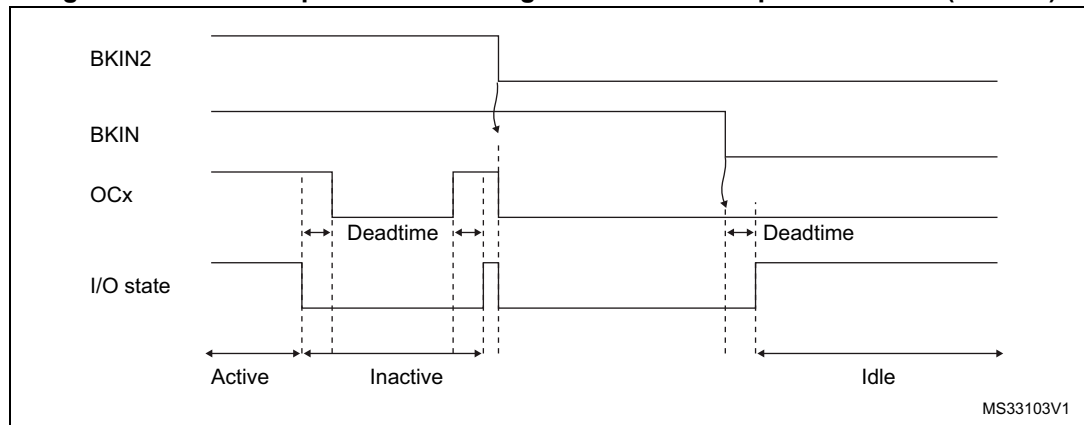 BKIN2
BKIN
OCx
Deadtime Deadtime
I/O state
Active Inactive Idle
MS33103V1